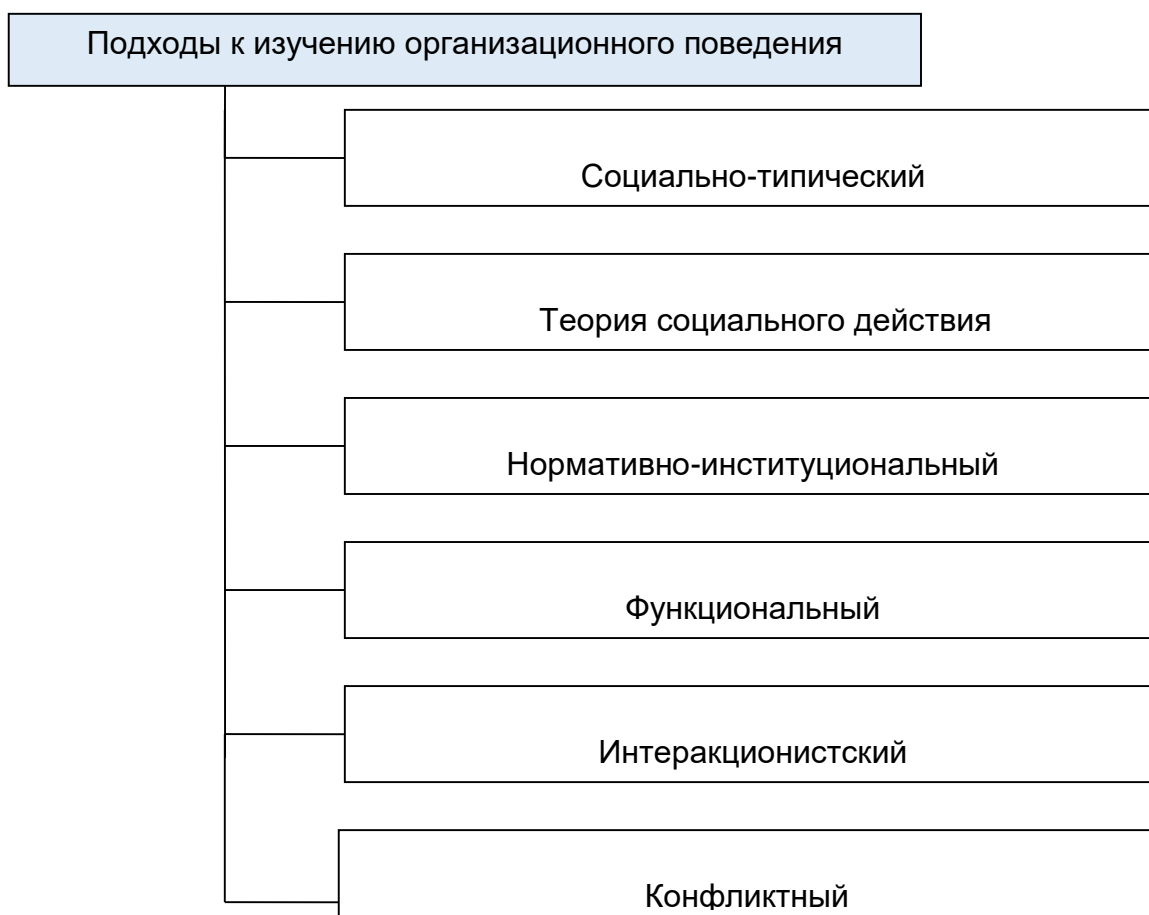 Подходы к изучению организационного поведения
Социально-типический
Теория социального действия
Нормативно-институциональный
Функциональный
Интеракционистский
Конфликтный